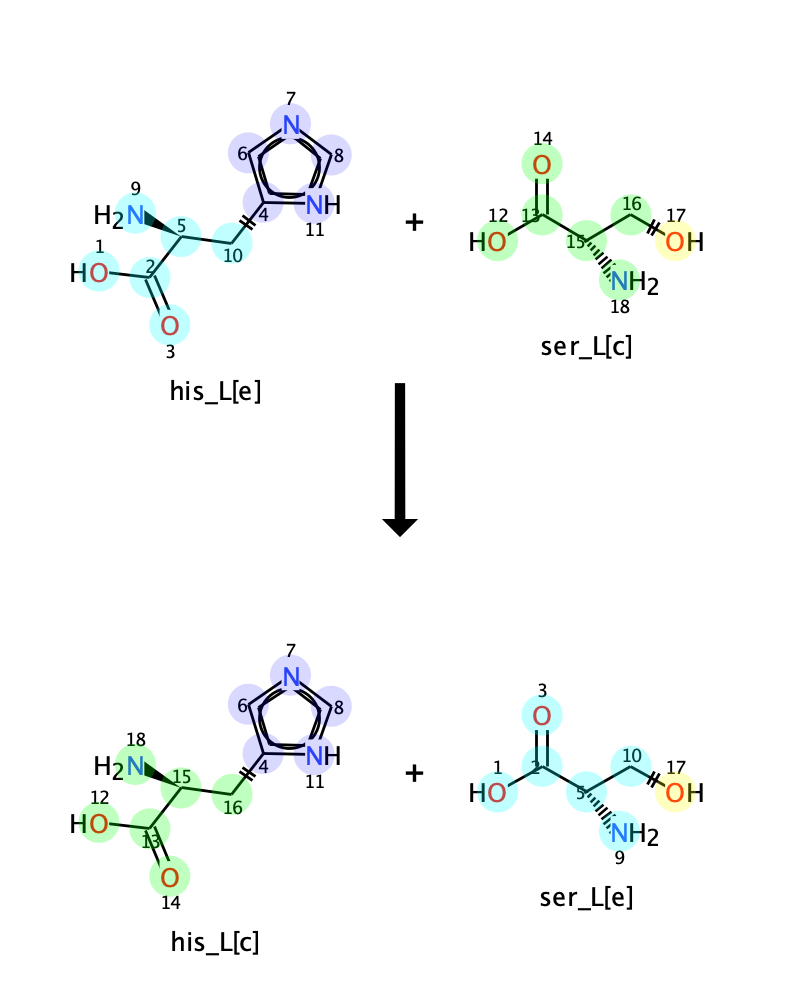 7
6 8
9
H2N 5 4 NH
1 11
HO 2 10
O
3
his_L[e]
+
14
O
12 13 16 17
HO 15 OH
NH2
18
ser_L[c]
7
N
6 8
18
H2N 15 4 NH
12 16 11
HO 13
O
14
his_L[c]
+
3
O
1 2 10 17
HO 5 OH
NH2
9
ser_L[e]